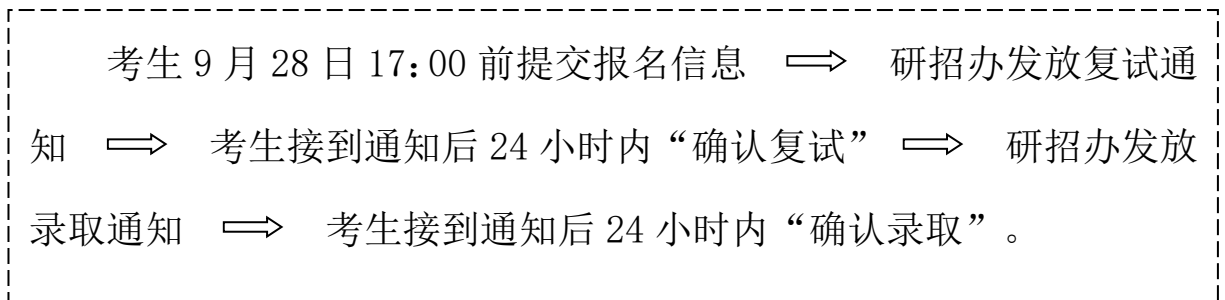 考生 9 月 28 日 17:00 前提交报名信息 ⇨ 研招办发放复试通
知 ⇨ 考生接到通知后 24 小时内“确认复试” ⇨ 研招办发放
录取通知 ⇨ 考生接到通知后 24 小时内“确认录取”。